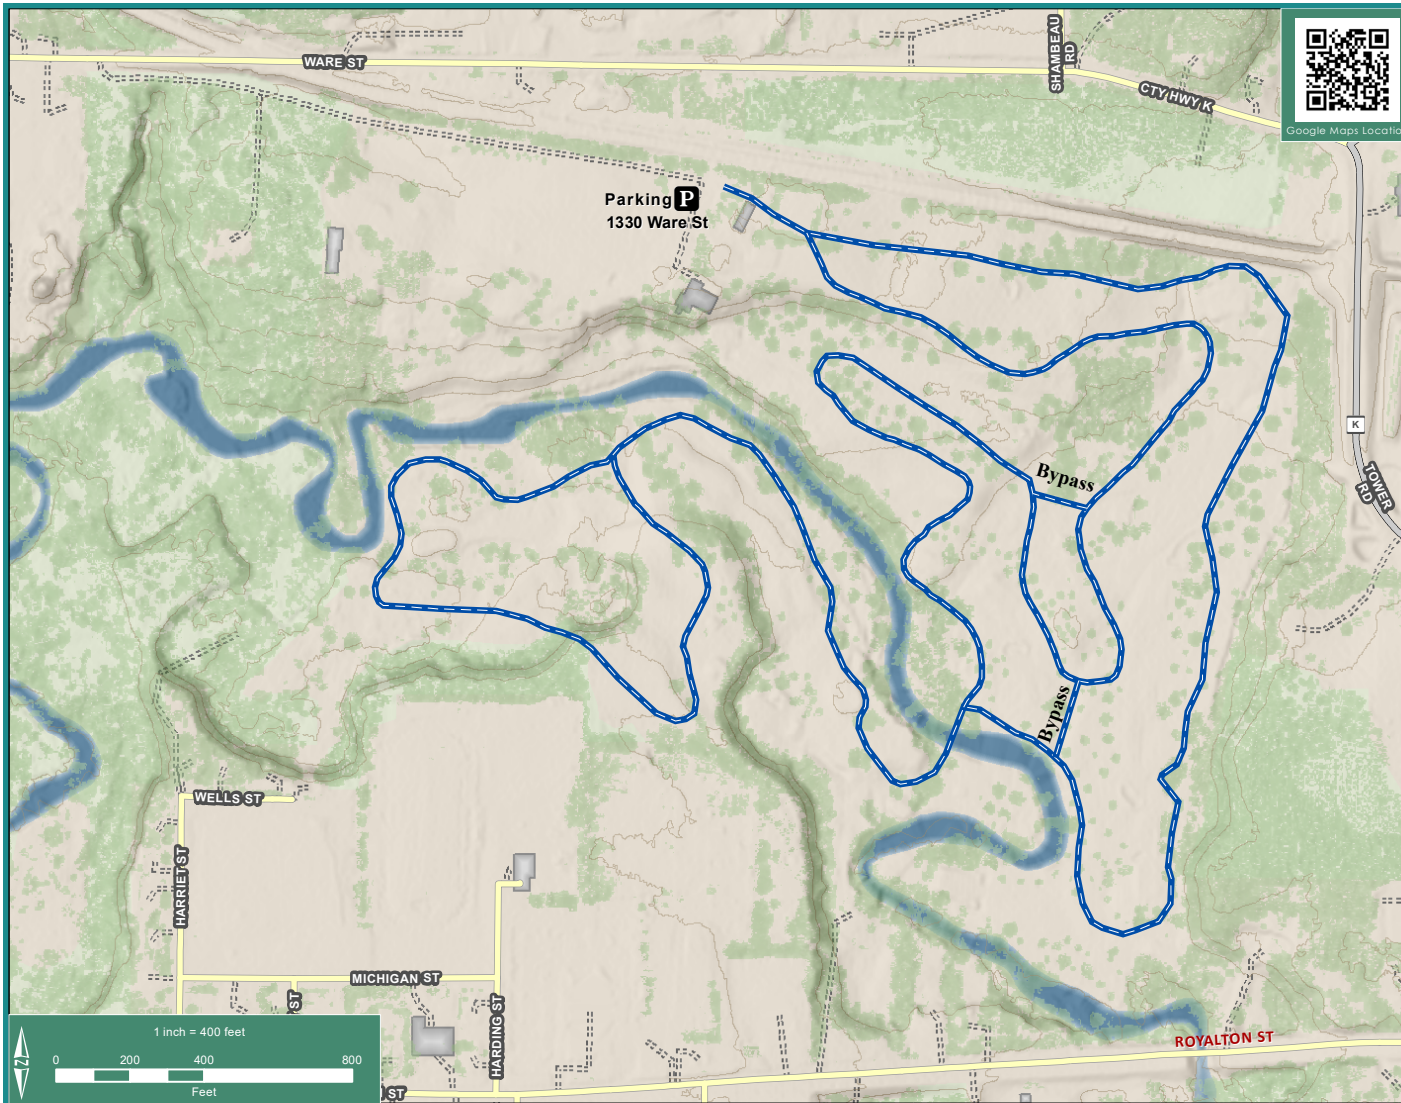 WARE ST
SHAMBEAU
RD
CTY HWY K
Google Maps Locatio
Parking P
1330 Ware St
K
TOWER
RD
Bypass
Bypass
WELLS ST
HARRIET ST
MICHIGAN ST
ST
HARDING ST
ROYALTON ST
ST
1 inch = 400 feet
N
0 200 400 800
Feet